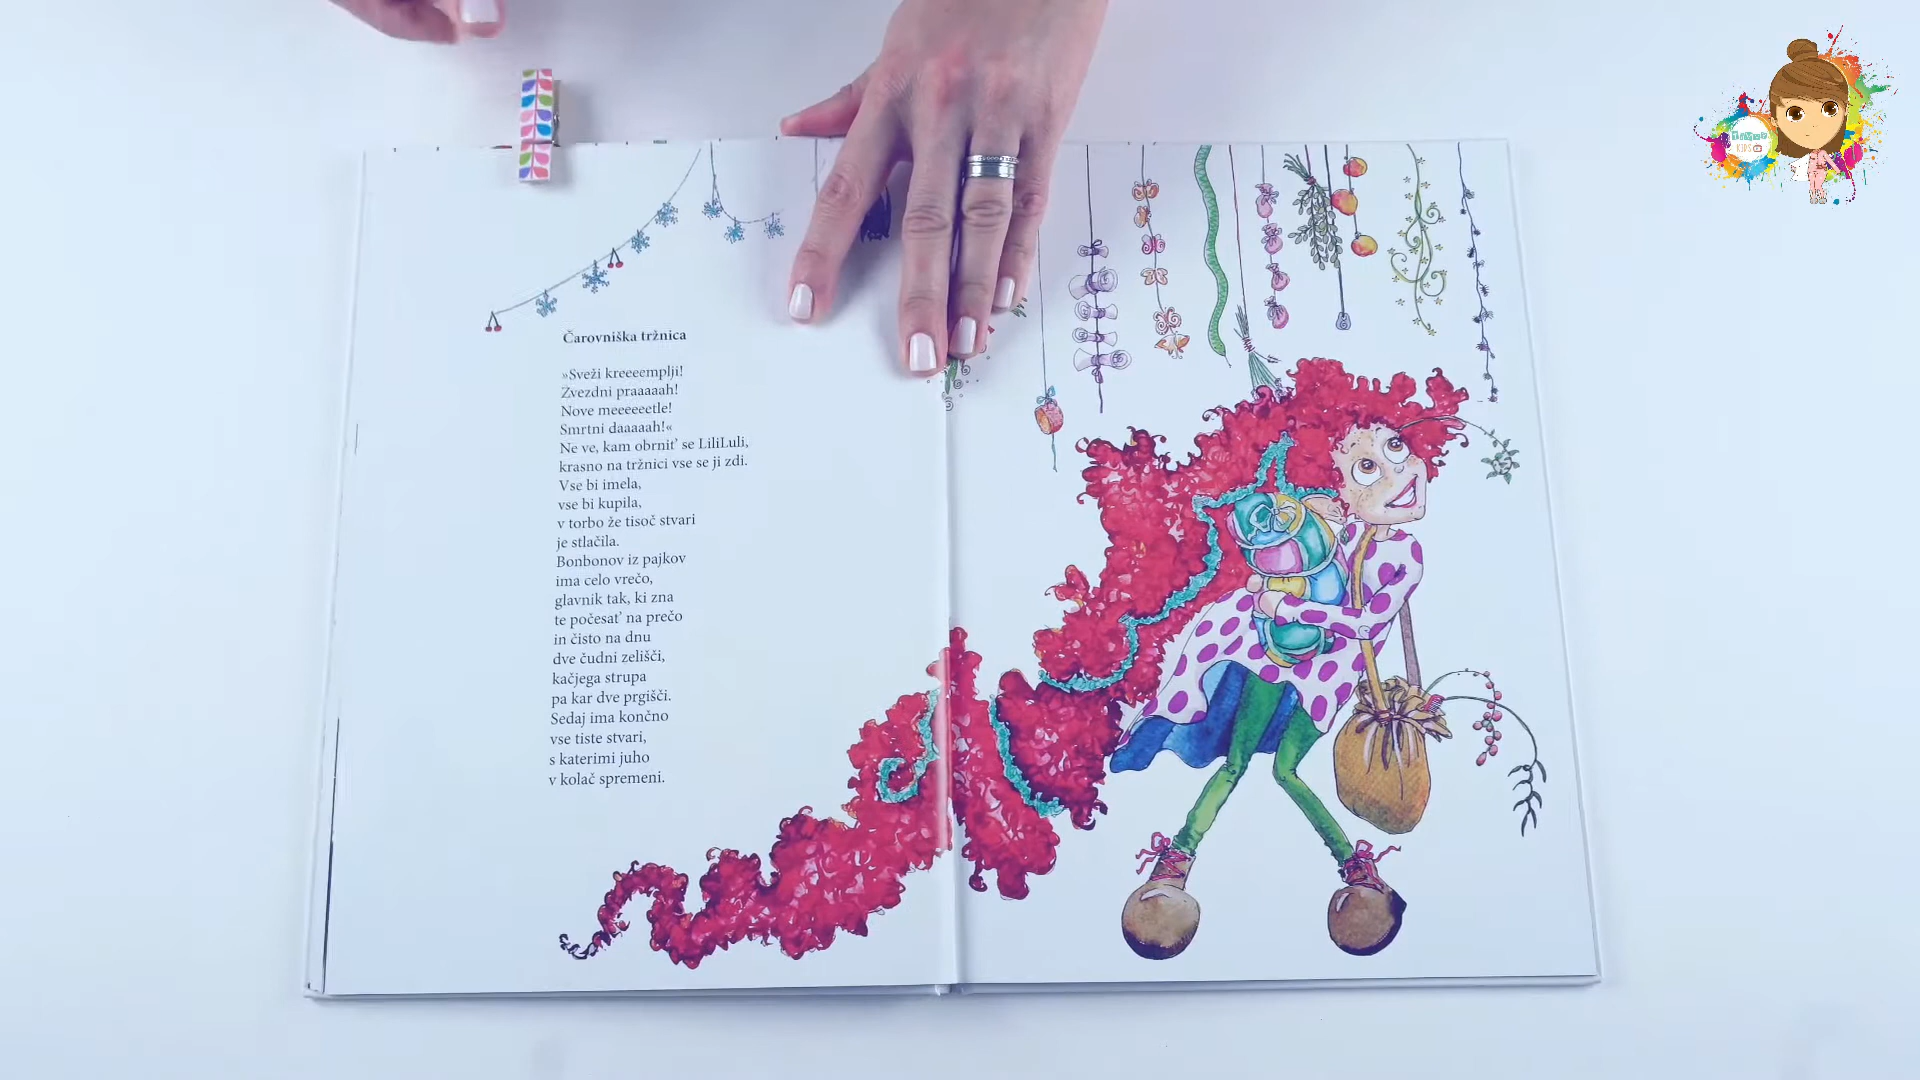 Čarovniška tržnica
»Sveži kreeeemplji!
Zvezdni praaaaah!
Nove meeeeeetle!
Smrtni daaaaah!«
Ne ve, kam obrnit’ se LiliLuli,
krasno na tržnici vse se ji zdi.
Vse bi imela,
vse bi kupila,
v torbo že tisoč stvari
je stlačila.
Bonbonov iz pajkov
ima celo vrečo,
glavnik tak, ki zna
te počesat’ na prečo
in čisto na dnu
dve čudni zelišči,
kačjega strupa
pa kar dve prgišči.
Sedaj ima končno
vse tiste stvari,
s katerimi juho
v kolač spremeni.
KIPS